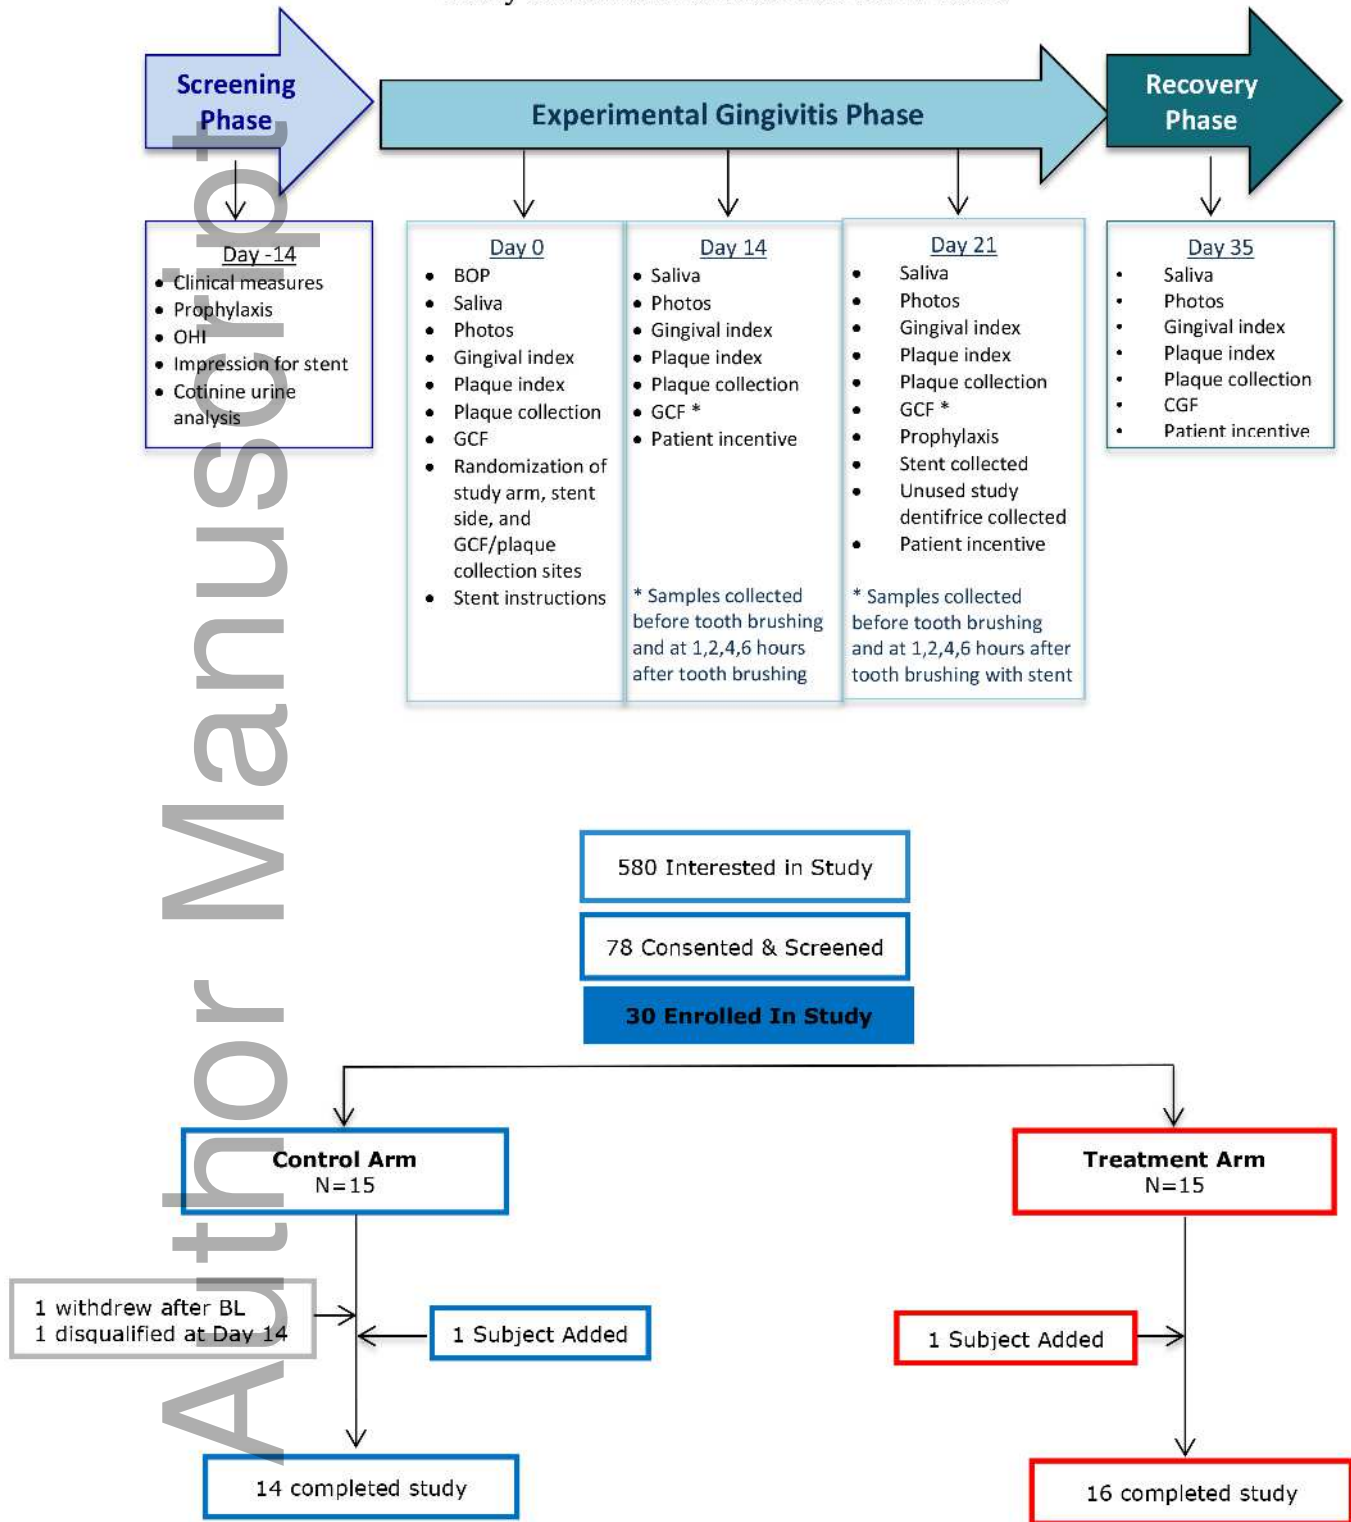 Screening
Phase
Experimental Gingivitis Phase
Recovery
Phase
Day -14
• Clinical measures
• Prophylaxis
• OHI
• Impression for stent
• Cotinine urine
analysis
Day 0
• BOP
• Saliva
• Photos
• Gingival index
• Plaque index
• Plaque collection
• GCF
• Randomization of
study arm, stent
side, and
GCF/plaque
collection sites
• Stent instructions
Day 14
• Saliva
• Photos
• Gingival index
• Plaque index
• Plaque collection
• GCF *
• Patient incentive
* Samples collected
before tooth brushing
and at 1,2,4,6 hours
after tooth brushing
Day 21
• Saliva
• Photos
• Gingival index
• Plaque index
• Plaque collection
• GCF *
• Prophylaxis
• Stent collected
• Unused study
dentifrice collected
• Patient incentive
* Samples collected
before tooth brushing
and at 1,2,4,6 hours after
tooth brushing with stent
Day 35
• Saliva
• Photos
• Gingival index
• Plaque index
• Plaque collection
• CGF
• Patient incentive
580 Interested in Study
78 Consented & Screened
30 Enrolled In Study
Control Arm
N=15
Treatment Arm
N=15
1 withdrew after BL
1 disqualified at Day 14
1 Subject Added
1 Subject Added
14 completed study
16 completed study
Author Manuscript